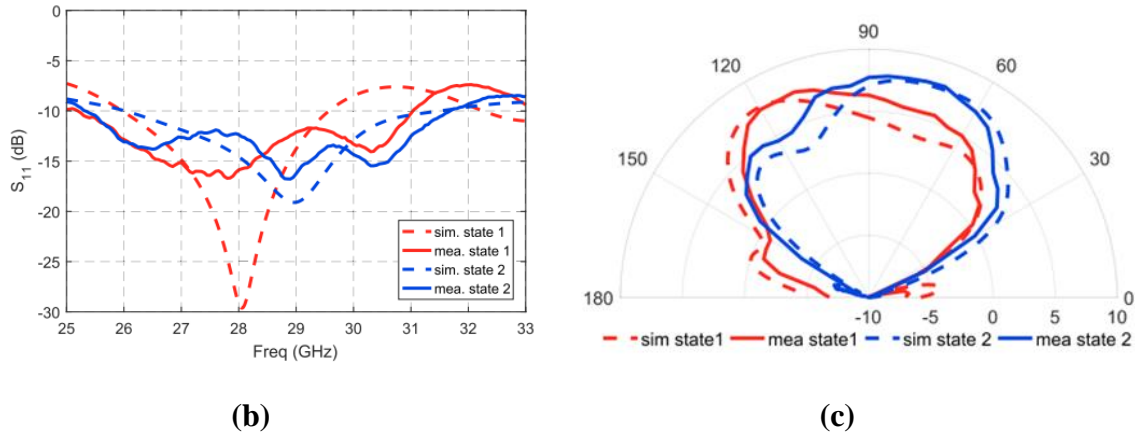 0
-5
-10
-15
-20
-25
-30
S11 (dB)
25 26 27 28 29 30 31 32 33
Freq (GHz)
sim. state 1
mea. state 1
sim. state 2
mea. state 2
(b)
90
120 60
150 30
180 0
-10 -5 0 5 10
sim state1 mea state1 sim state 2 mea state 2
(c)